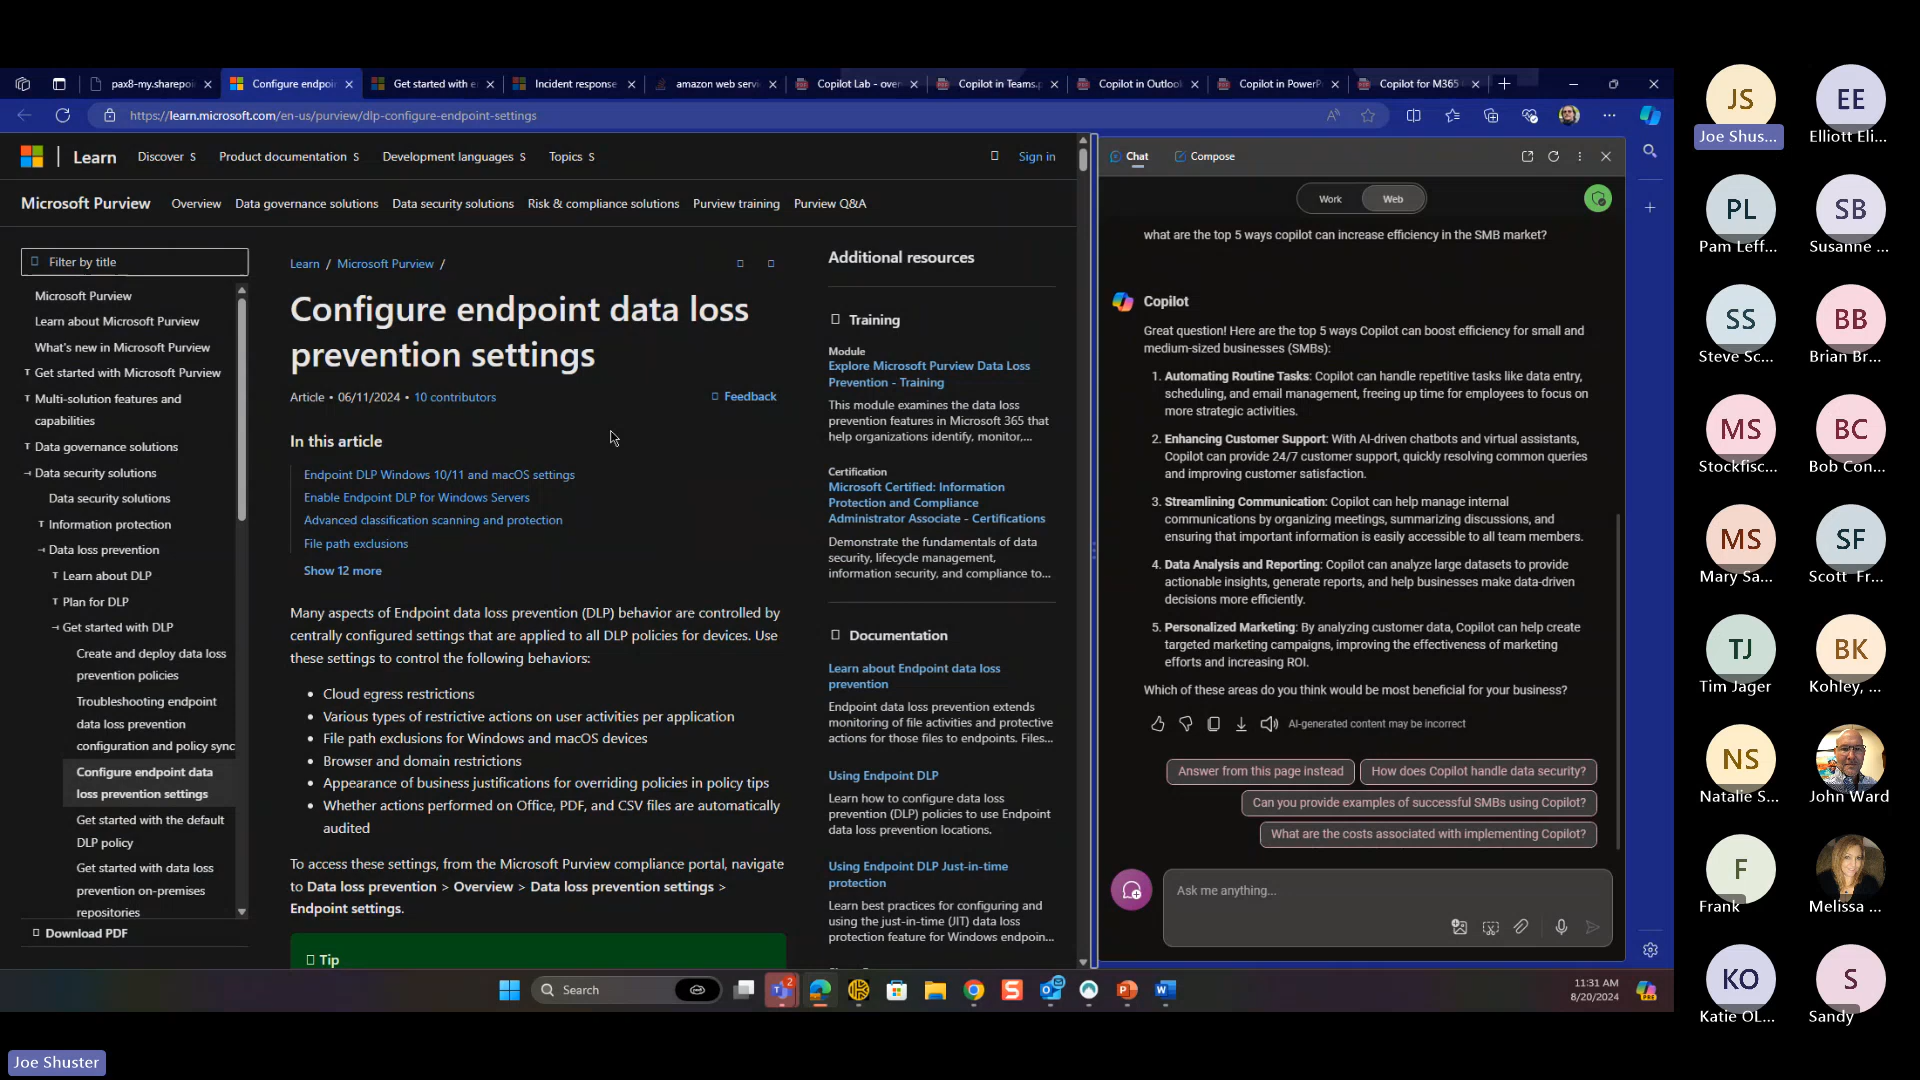 pax8-my.sharepoi
Configure endpoi
Get started with e
Incident response
amazon web servi
Copilot Lab - over
Copilot in Teams.p
Copilot in Outlook
Copilot in PowerP
Copilot for M365
https://learn.microsoft.com/en-us/purview/dlp-configure-endpoint-settings
Learn
Discover
Product documentation
Development languages
Topics
Sign in
Microsoft Purview
Overview
Data governance solutions
Data security solutions
Risk & compliance solutions
Purview training
Purview Q&A
Filter by title
Microsoft Purview
Learn about Microsoft Purview
What's new in Microsoft Purview
Get started with Microsoft Purview
Multi-solution features and
capabilities
Data governance solutions
Data security solutions
Data security solutions
Information protection
Data loss prevention
Learn about DLP
Plan for DLP
Get started with DLP
Create and deploy data loss
prevention policies
Troubleshooting endpoint
data loss prevention
configuration and policy sync
Configure endpoint data
loss prevention settings
Get started with the default
DLP policy
Get started with data loss
prevention on-premises
repositories
Download PDF
Learn / Microsoft Purview /
Configure endpoint data loss
prevention settings
Article • 06/11/2024 • 10 contributors
Feedback
In this article
Endpoint DLP Windows 10/11 and macOS settings
Enable Endpoint DLP for Windows Servers
Advanced classification scanning and protection
File path exclusions
Show 12 more
Many aspects of Endpoint data loss prevention (DLP) behavior are controlled by
centrally configured settings that are applied to all DLP policies for devices. Use
these settings to control the following behaviors:
• Cloud egress restrictions
• Various types of restrictive actions on user activities per application
• File path exclusions for Windows and macOS devices
• Browser and domain restrictions
• Appearance of business justifications for overriding policies in policy tips
• Whether actions performed on Office, PDF, and CSV files are automatically
audited
To access these settings, from the Microsoft Purview compliance portal, navigate
to Data loss prevention > Overview > Data loss prevention settings >
Endpoint settings.
Tip
Additional resources
Training
Module
Explore Microsoft Purview Data Loss
Prevention - Training
This module examines the data loss
prevention features in Microsoft 365 that
help organizations identify, monitor,...
Certification
Microsoft Certified: Information
Protection and Compliance
Administrator Associate - Certifications
Demonstrate the fundamentals of data
security, lifecycle management,
information security, and compliance to...
Documentation
Learn about Endpoint data loss
prevention
Endpoint data loss prevention extends
monitoring of file activities and protective
actions for those files to endpoints. Files...
Using Endpoint DLP
Learn how to configure data loss
prevention (DLP) policies to use Endpoint
data loss prevention locations.
Using Endpoint DLP Just-in-time
protection
Learn best practices for configuring and
using the just-in-time (JIT) data loss
protection feature for Windows endpoin...
Chat
Compose
Work
Web
what are the top 5 ways copilot can increase efficiency in the SMB market?
Copilot
Great question! Here are the top 5 ways Copilot can boost efficiency for small and
medium-sized businesses (SMBs):
1. Automating Routine Tasks: Copilot can handle repetitive tasks like data entry,
scheduling, and email management, freeing up time for employees to focus on
more strategic activities.
2. Enhancing Customer Support: With AI-driven chatbots and virtual assistants,
Copilot can provide 24/7 customer support, quickly resolving common queries
and improving customer satisfaction.
3. Streamlining Communication: Copilot can help manage internal
communications by organizing meetings, summarizing discussions, and
ensuring that important information is easily accessible to all team members.
4. Data Analysis and Reporting: Copilot can analyze large datasets to provide
actionable insights, generate reports, and help businesses make data-driven
decisions more efficiently.
5. Personalized Marketing: By analyzing customer data, Copilot can help create
targeted marketing campaigns, improving the effectiveness of marketing
efforts and increasing ROI.
Which of these areas do you think would be most beneficial for your business?
AI-generated content may be incorrect
Answer from this page instead
How does Copilot handle data security?
Can you provide examples of successful SMBs using Copilot?
What are the costs associated with implementing Copilot?
Ask me anything...
Search
2
11:31 AM
8/20/2024
JS
Joe Shus...
EE
Elliott Eli...
PL
Pam Leff...
SB
Susanne ...
SS
Steve Sc...
BB
Brian Br...
MS
Stockfisc...
BC
Bob Con...
MS
Mary Sa...
SF
Scott Fr...
TJ
Tim Jager
BK
Kohley, ...
NS
Natalie S...
John Ward
F
Frank
Melissa ...
KO
Katie OL...
S
Sandy
Joe Shuster